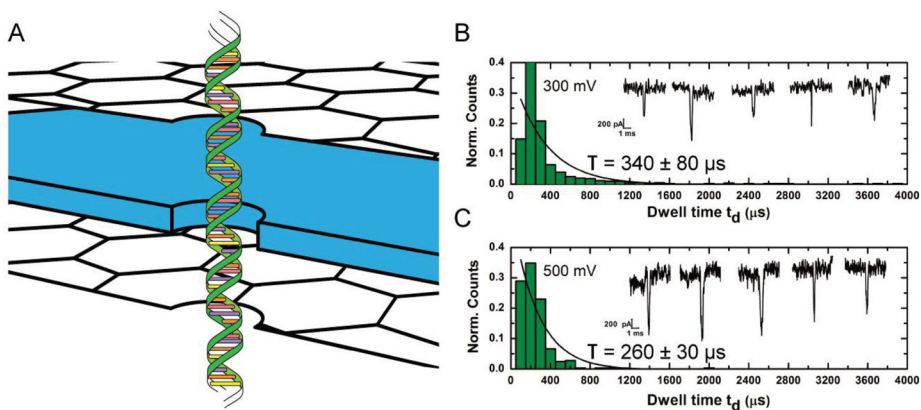 A
B
0.4
0.3
0.2
0.1
0.0
Norm. Counts
300 mV
200 pA
1 ms
T = 340 ± 80 μs
0 400 800 1200 1600 2000 2400 2800 3200 3600 4000
Dwell time td (μs)
C
0.4
0.3
0.2
0.1
0.0
Norm. Counts
500 mV
200 pA
1 ms
T = 260 ± 30 μs
0 400 800 1200 1600 2000 2400 2800 3200 3600 4000
Dwell time td (μs)